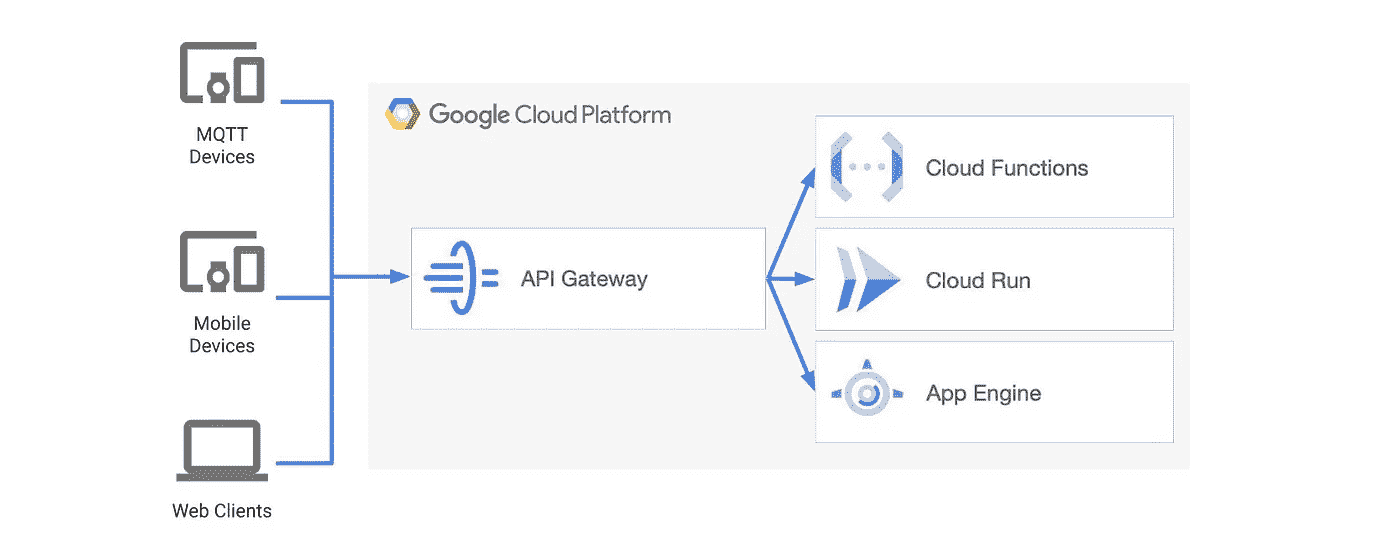 MQTT
Devices
Google Cloud Platform
Cloud Functions
API Gateway
Cloud Run
Mobile
Devices
App Engine
Web Clients